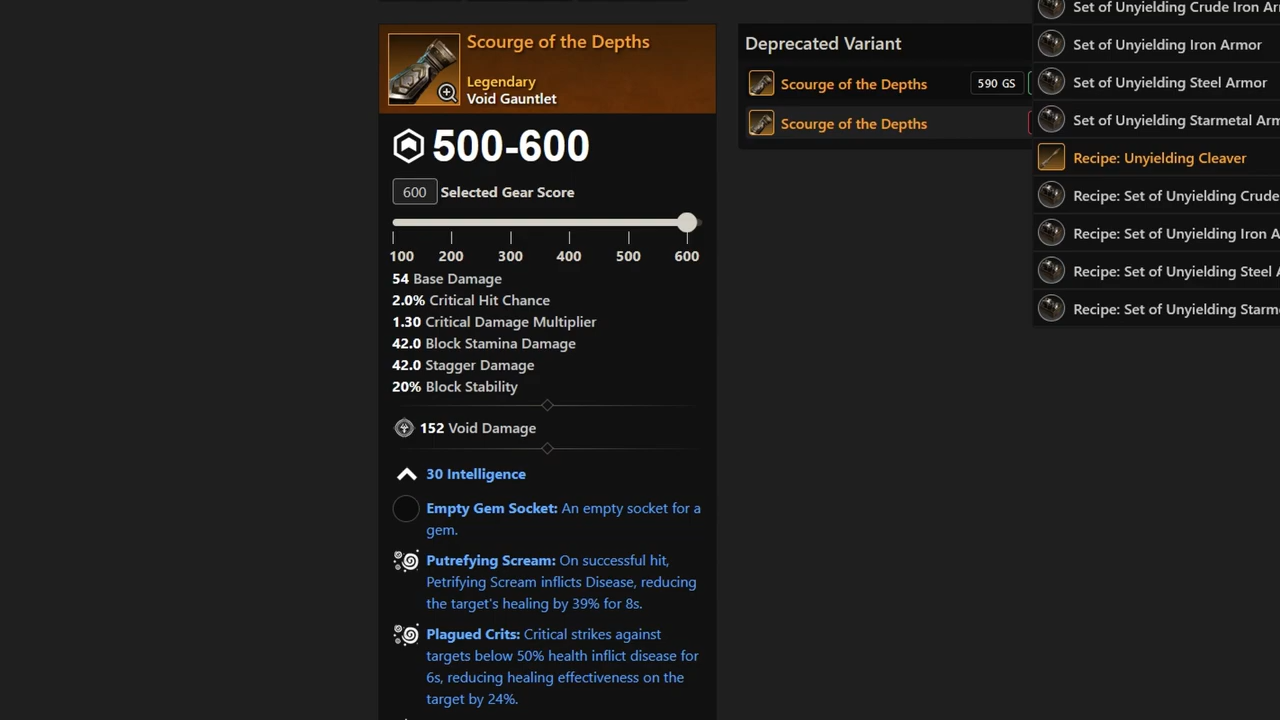 Scourge of the Depths
Legendary
Void Gauntlet
500-600
600 Selected Gear Score
100 200 300 400 500 600
54 Base Damage
2.0% Critical Hit Chance
1.30 Critical Damage Multiplier
42.0 Block Stamina Damage
42.0 Stagger Damage
20% Block Stability
152 Void Damage
30 Intelligence
Empty Gem Socket: An empty socket for a
gem.
Putrefying Scream: On successful hit,
Petrifying Scream inflicts Disease, reducing
the target's healing by 39% for 8s.
Plagued Crits: Critical strikes against
targets below 50% health inflict disease for
6s, reducing healing effectiveness on the
target by 24%.
Deprecated Variant
Scourge of the Depths 590 GS
Scourge of the Depths
Set of Unyielding Crude Iron Ar
Set of Unyielding Iron Armor
Set of Unyielding Steel Armor
Set of Unyielding Starmetal Arm
Recipe: Unyielding Cleaver
Recipe: Set of Unyielding Crude
Recipe: Set of Unyielding Iron A
Recipe: Set of Unyielding Steel A
Recipe: Set of Unyielding Starm